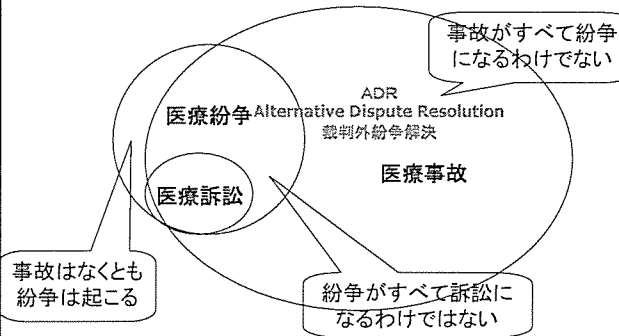 事故がすべて紛争
になるわけでない
ADR
Alternative Dispute Resolution
裁判外紛争解決
医療紛争
医療事故
医療訴訟
事故はなくとも
紛争は起こる
紛争がすべて訴訟に
なるわけではない